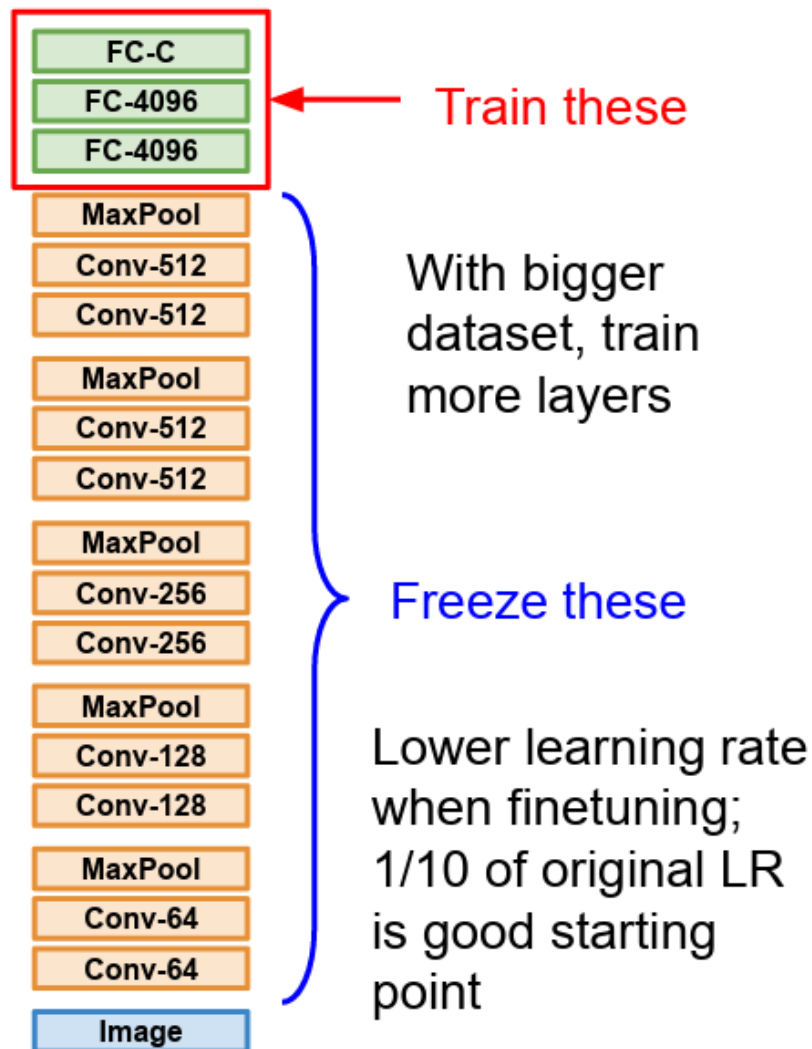 FC-C
FC-4096
FC-4096
Train these
MaxPool
Conv-512
Conv-512
With bigger
dataset, train
more layers
MaxPool
Conv-512
Conv-512
MaxPool
Conv-256
Conv-256
Freeze these
MaxPool
Conv-128
Conv-128
Lower learning rate
when finetuning;
1/10 of original LR
is good starting
point
MaxPool
Conv-64
Conv-64
Image